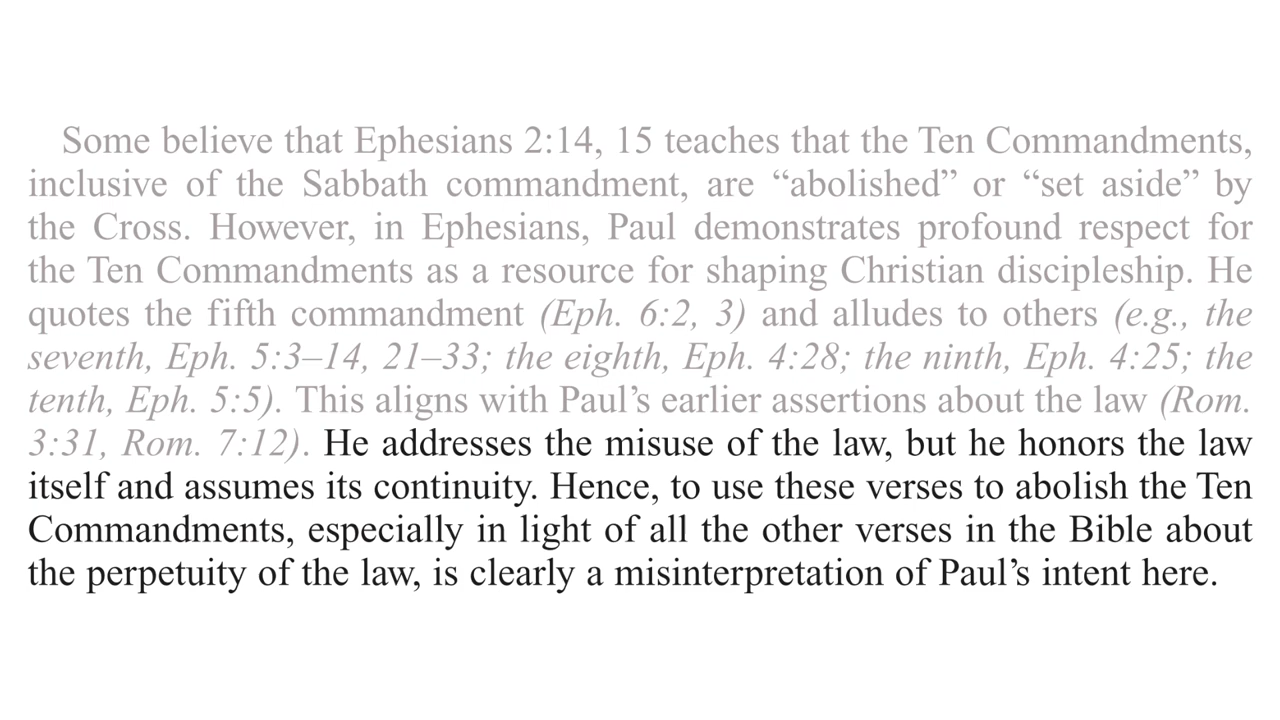 Some believe that Ephesians 2:14, 15 teaches that the Ten Commandments,
inclusive of the Sabbath commandment, are “abolished” or “set aside” by
the Cross. However, in Ephesians, Paul demonstrates profound respect for
the Ten Commandments as a resource for shaping Christian discipleship. He
quotes the fifth commandment (Eph. 6:2, 3) and alludes to others (e.g., the
seventh, Eph. 5:3–14, 21–33; the eighth, Eph. 4:28; the ninth, Eph. 4:25; the
tenth, Eph. 5:5). This aligns with Paul’s earlier assertions about the law (Rom.
3:31, Rom. 7:12). He addresses the misuse of the law, but he honors the law
itself and assumes its continuity. Hence, to use these verses to abolish the Ten
Commandments, especially in light of all the other verses in the Bible about
the perpetuity of the law, is clearly a misinterpretation of Paul’s intent here.